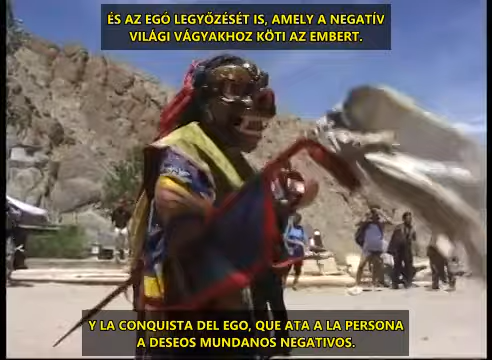 ÉS AZ EGÓ LEGYŐZÉSÉT IS, AMELY A NEGATÍV
VILÁGI VÁGYAKHOZ KÖTI AZ EMBERT.
Y LA CONQUISTA DEL EGO, QUE ATA A LA PERSONA
A DESEOS MUNDANOS NEGATIVOS.